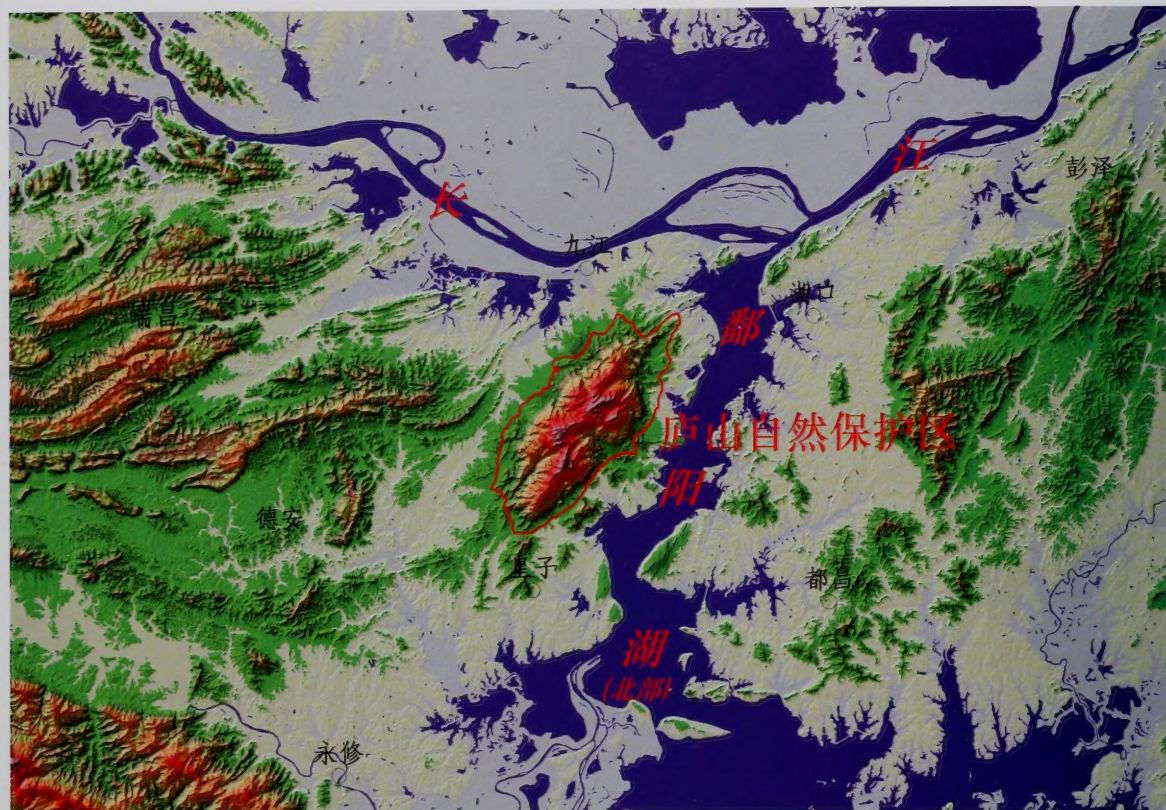 江
彭泽
长
九江
湖口
鄱
瑞昌
庐山自然保护区
阳
德安
星子
都昌
湖
(北部)
永修